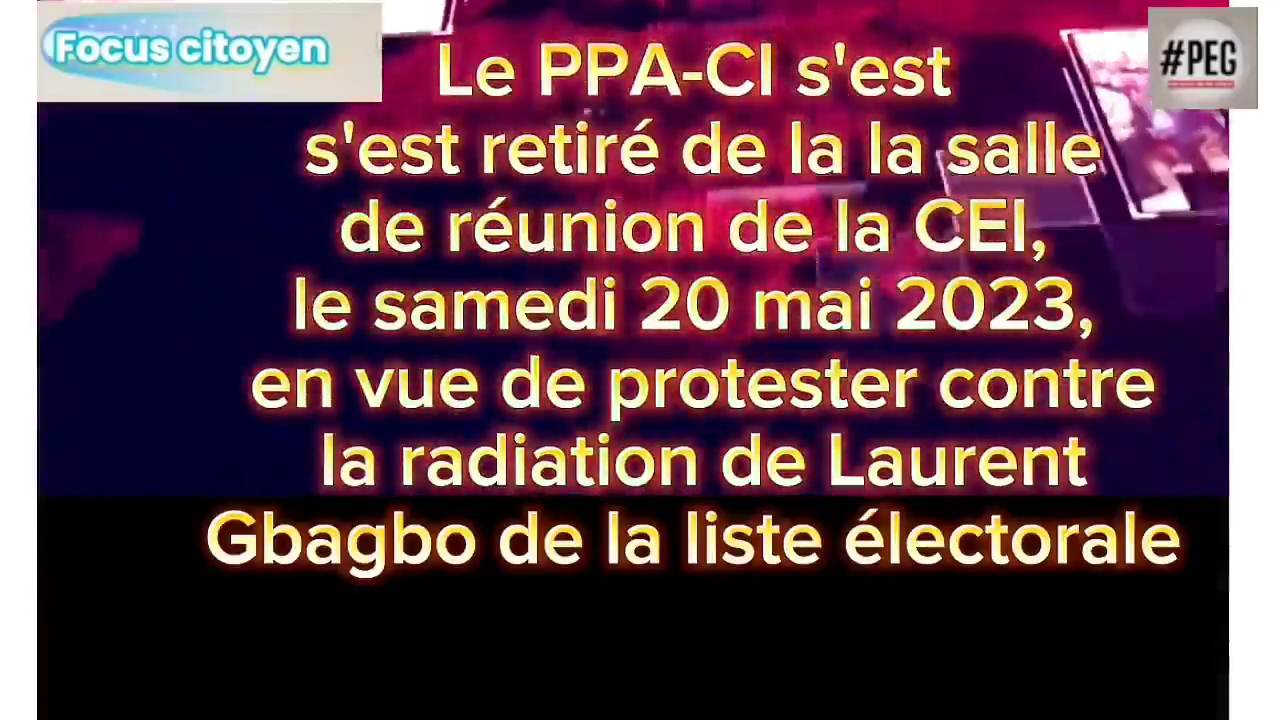 Focus citoyen
#PEG
Le PPA-CI s'est
s'est retiré de la la salle
de réunion de la CEI,
le samedi 20 mai 2023,
en vue de protester contre
la radiation de Laurent
Gbagbo de la liste électorale